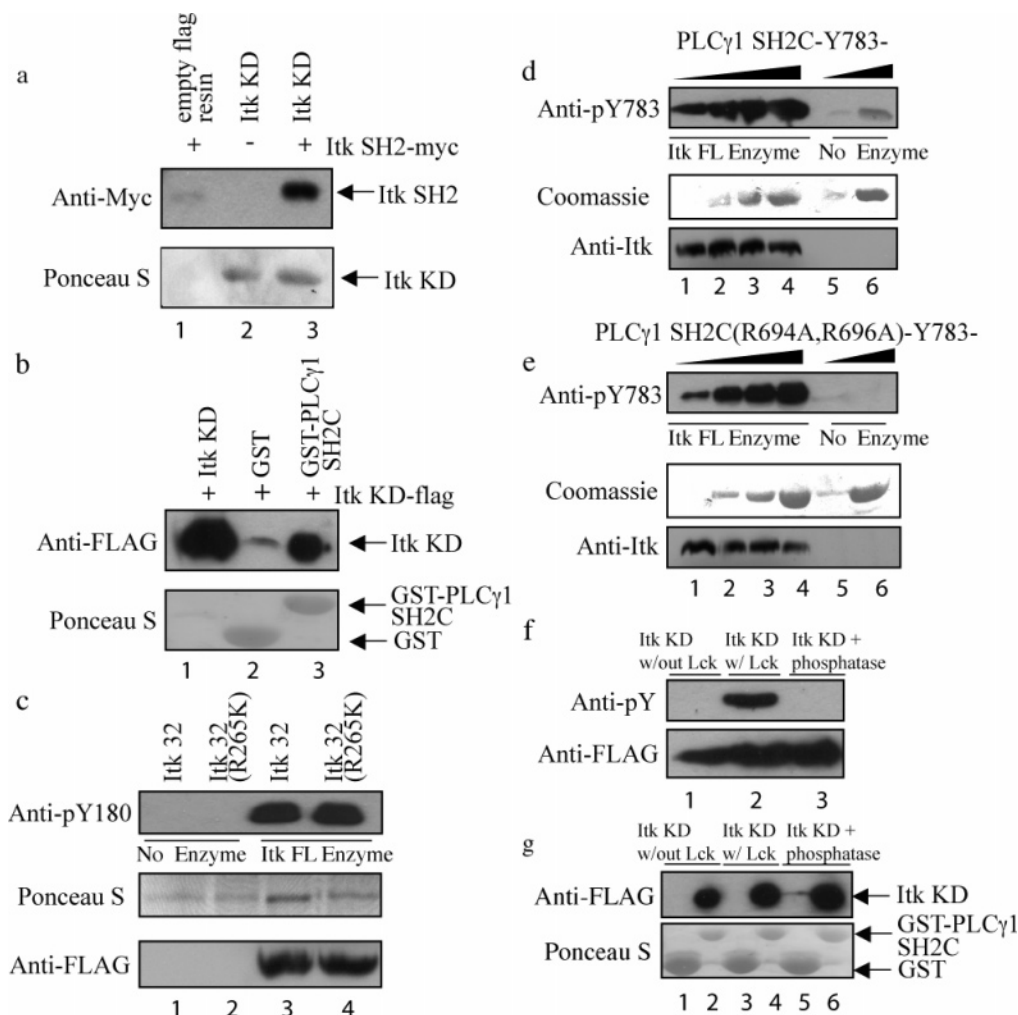 a
empty flag
resin
Itk KD
Itk KD
+ - + Itk SH2-myc
Anti-Myc
Itk SH2
Ponceau S
Itk KD
1 2 3
b
Itk KD
GST
GST-PLCγ1
SH2C
+ + + Itk KD-flag
Anti-FLAG
Itk KD
Ponceau S
GST-PLCγ1
SH2C
GST
1 2 3
c
Itk 32
Itk 32
(R265K)
Itk 32
Itk 32
(R265K)
Anti-pY180
No Enzyme Itk FL Enzyme
Ponceau S
Anti-FLAG
1 2 3 4
d
PLCγ1 SH2C-Y783-
Anti-pY783
Itk FL Enzyme No Enzyme
Coomassie
Anti-Itk
1 2 3 4 5 6
PLCγ1 SH2C(R694A,R696A)-Y783-
e
Anti-pY783
Itk FL Enzyme No Enzyme
Coomassie
Anti-Itk
1 2 3 4 5 6
f
Itk KD Itk KD Itk KD +
w/out Lck w/ Lck phosphatase
Anti-pY
Anti-FLAG
1 2 3
g
Itk KD Itk KD Itk KD +
w/out Lck w/ Lck phosphatase
Anti-FLAG
Itk KD
Ponceau S
GST-PLCγ1
SH2C
GST
1 2 3 4 5 6